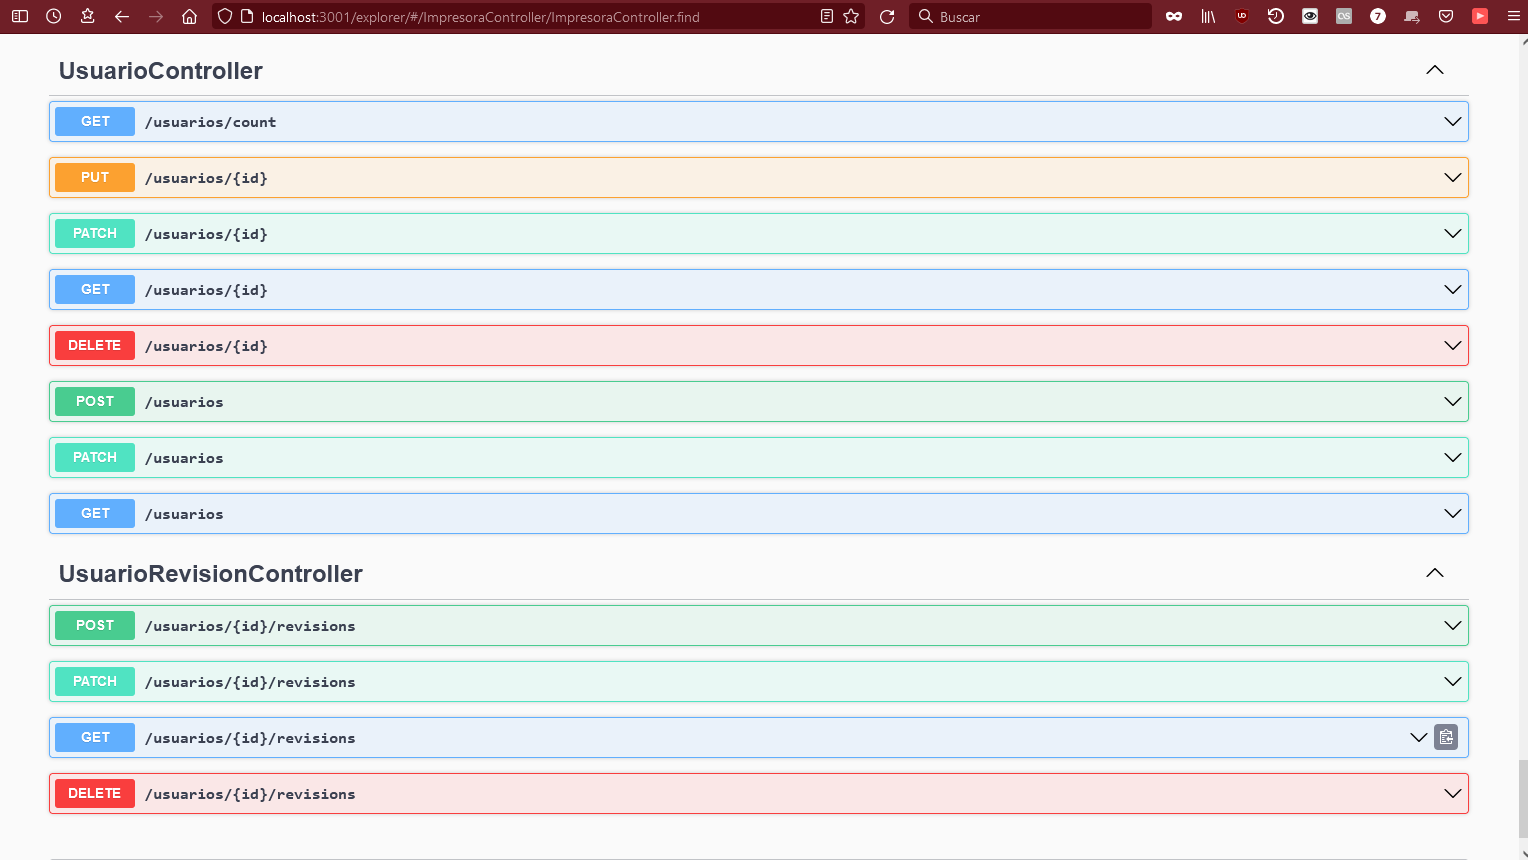 localhost:3001/explorer/#/ImpresoraController/ImpresoraController.find
Buscar
UsuarioController
GET /usuarios/count
PUT /usuarios/{id}
PATCH /usuarios/{id}
GET /usuarios/{id}
DELETE /usuarios/{id}
POST /usuarios
PATCH /usuarios
GET /usuarios
UsuarioRevisionController
POST /usuarios/{id}/revisions
PATCH /usuarios/{id}/revisions
GET /usuarios/{id}/revisions
DELETE /usuarios/{id}/revisions